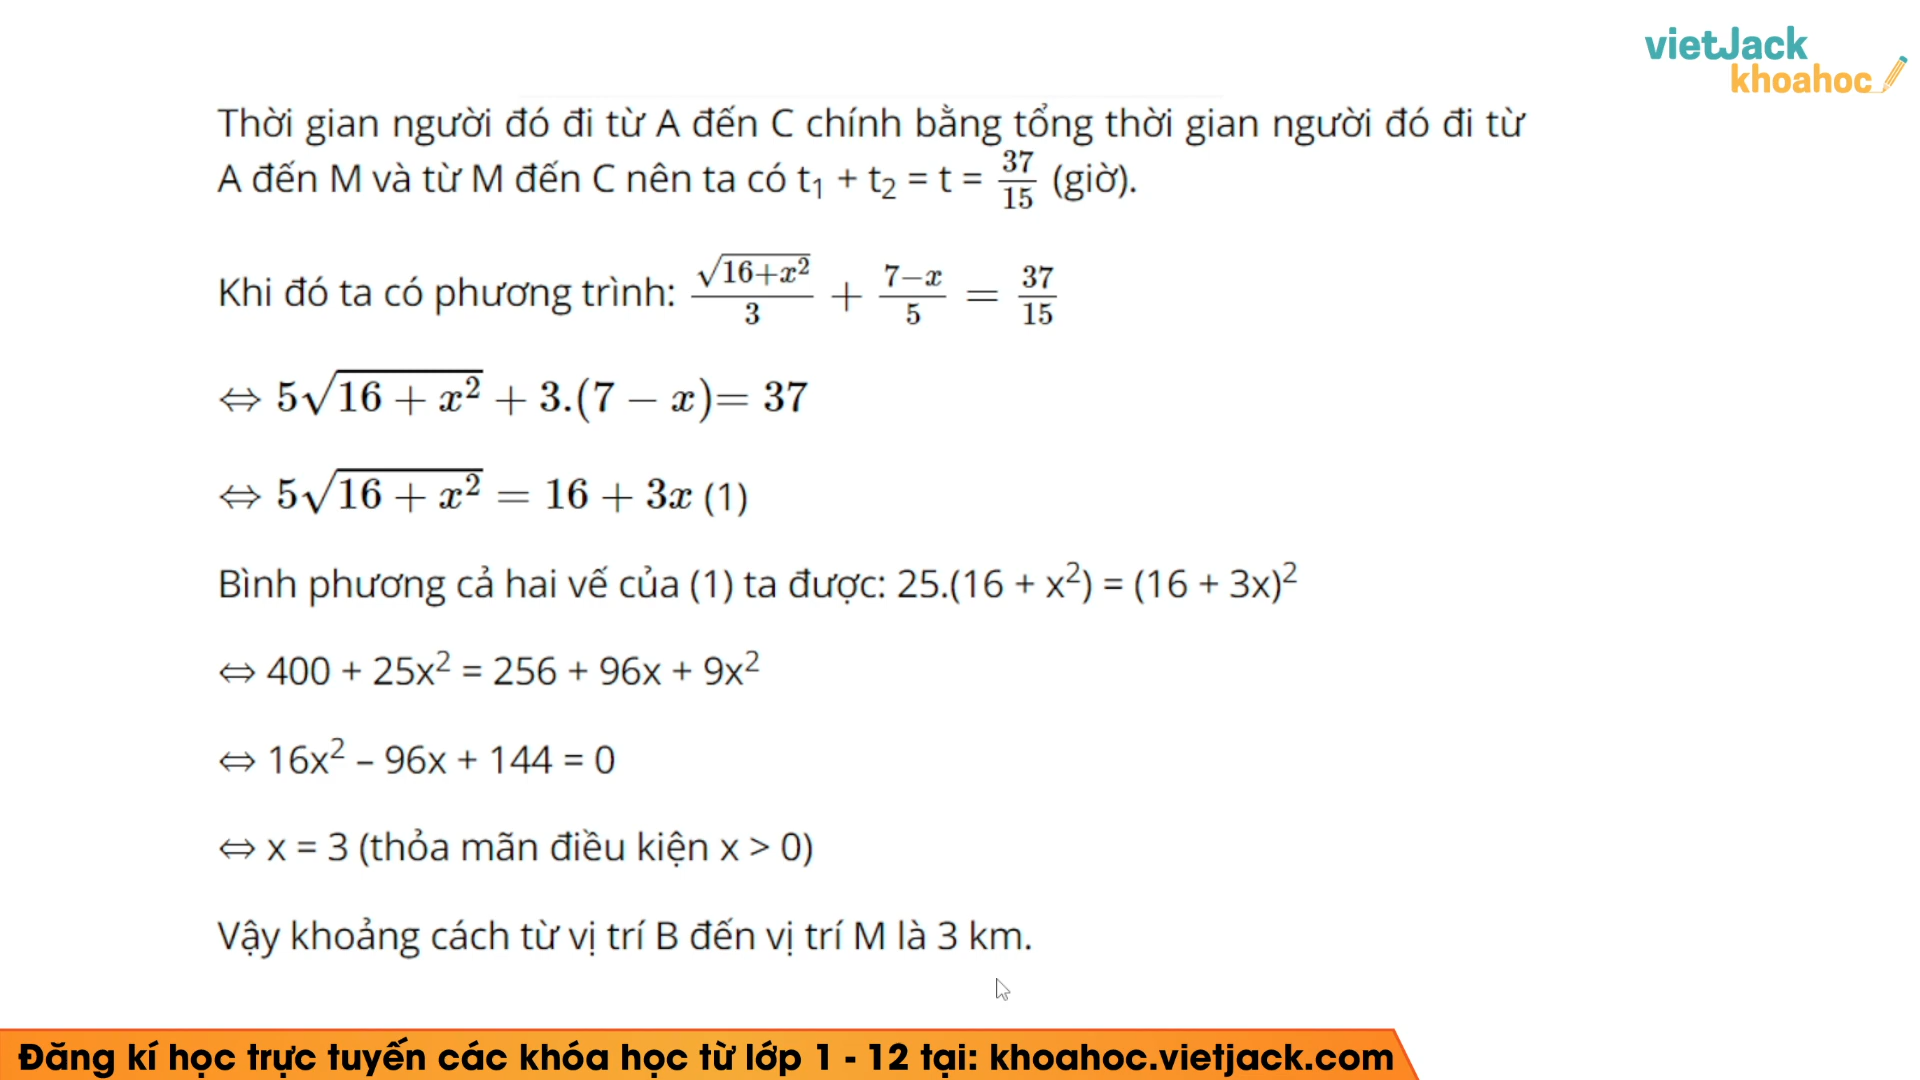 vietJack
khoahoc
Thời gian người đó đi từ A đến C chính bằng tổng thời gian người đó đi từ
A đến M và từ M đến C nên ta có t₁ + t₂ = t = 37/15 (giờ).
Khi đó ta có phương trình: √(16+x²)/3 + (7−x)/5 = 37/15
⇔ 5√(16 + x²) + 3.(7 − x)= 37
⇔ 5√(16 + x²) = 16 + 3x (1)
Bình phương cả hai vế của (1) ta được: 25.(16 + x²) = (16 + 3x)²
⇔ 400 + 25x² = 256 + 96x + 9x²
⇔ 16x² – 96x + 144 = 0
⇔ x = 3 (thỏa mãn điều kiện x > 0)
Vậy khoảng cách từ vị trí B đến vị trí M là 3 km.
Đăng kí học trực tuyến các khóa học từ lớp 1 - 12 tại: khoahoc.vietjack.com